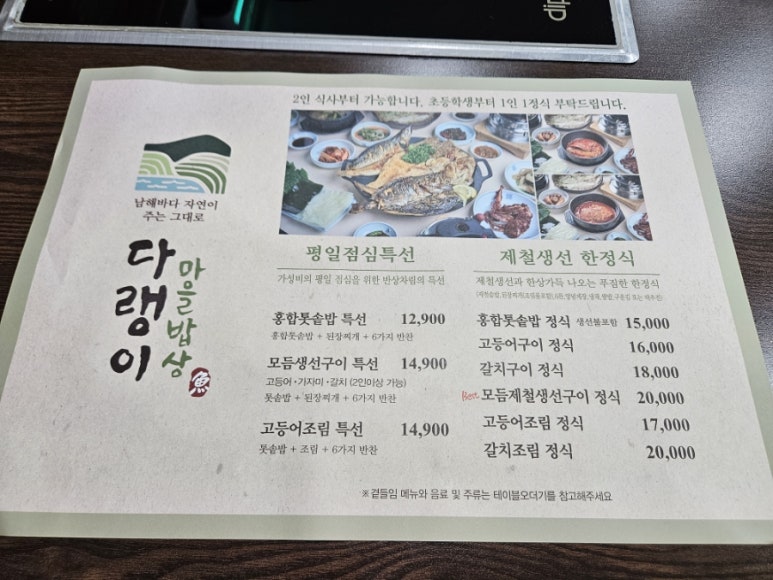 2인 식사부터 가능합니다. 초등학생부터 1인 1정식 부탁드립니다.
남해바다 자연이
주는 그대로
다랭이
마을밥상
魚
평일점심특선
가성비의 평일 점심을 위한 반상차림의 특선
홍합톳솥밥 특선 12,900
홍합톳솥밥 + 된장찌개 + 6가지 반찬
모듬생선구이 특선 14,900
고등어·가자미·갈치 (2인이상 가능)
톳솥밥 + 된장찌개 + 6가지 반찬
고등어조림 특선 14,900
톳솥밥 + 조림 + 6가지 반찬
제철생선 한정식
제철생선과 한상가득 나오는 푸짐한 한정식
홍합톳솥밥 정식 생선불포함 15,000
고등어구이 정식 16,000
갈치구이 정식 18,000
Best 모듬제철생선구이 정식 20,000
고등어조림 정식 17,000
갈치조림 정식 20,000
※곁들임 메뉴와 음료 및 주류는 테이블오더기를 참고해주세요